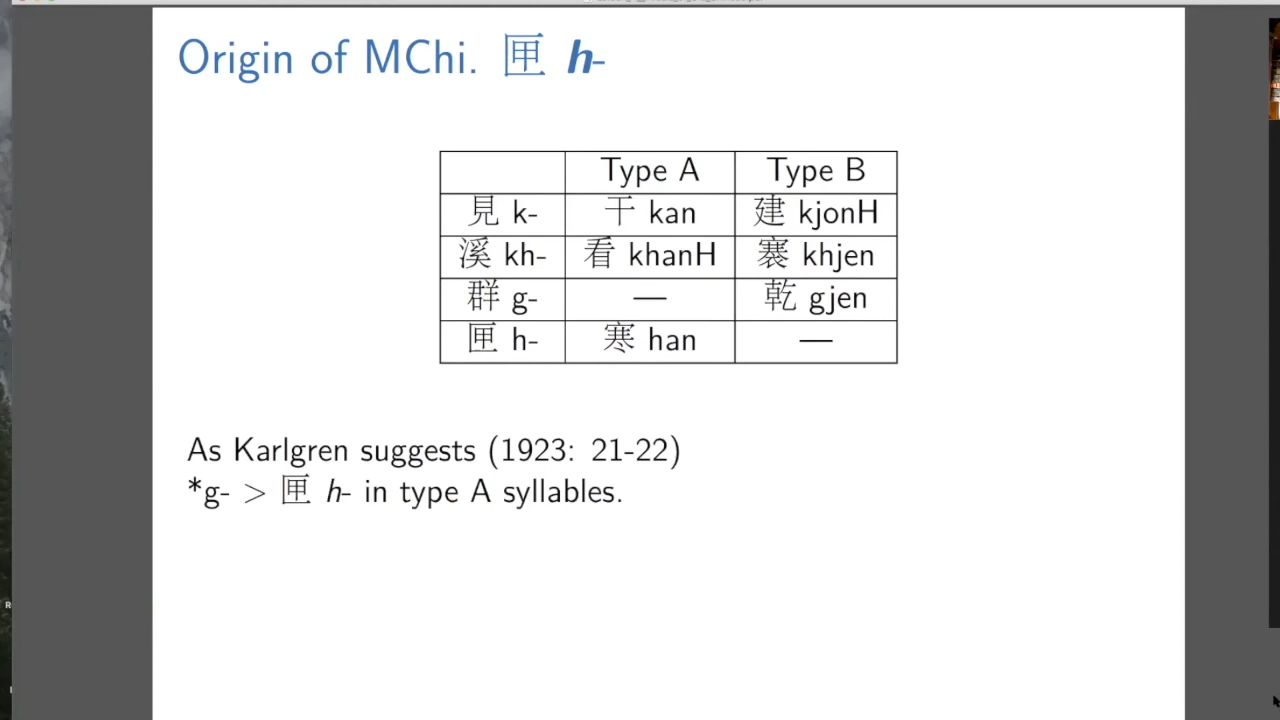 Origin of MChi. 匣 h-
Type A Type B
見 k- 干 kan 建 kjonH
溪 kh- 看 khanH 褰 khjen
群 g- — 乾 gjen
匣 h- 寒 han —
As Karlgren suggests (1923: 21-22)
*g- > 匣 h- in type A syllables.